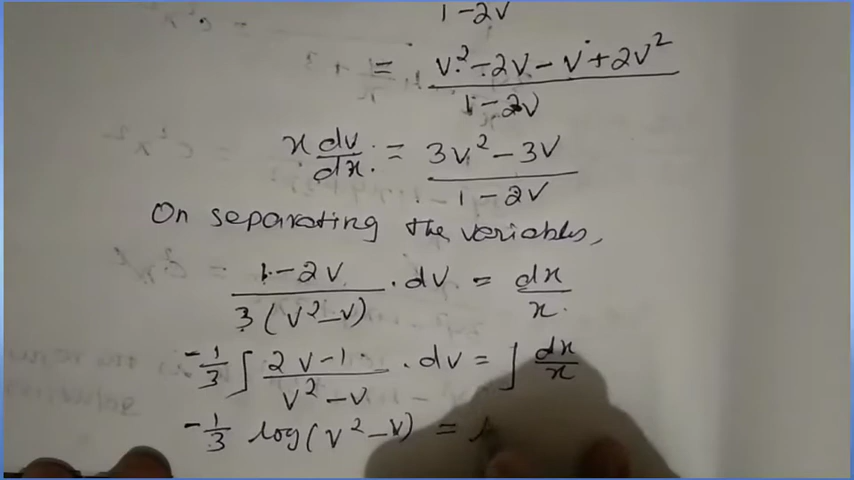 1-2V
= V² - 2V - V + 2V² / 1-2V
x dv/dx = 3V² - 3V / 1-2V
On separating the variables,
1-2V / 3(V²-V) . dV = dx/x.
-1/3 ∫ 2V-1 / V²-V . dV = ∫ dx/x
-1/3 log(V²-V) =